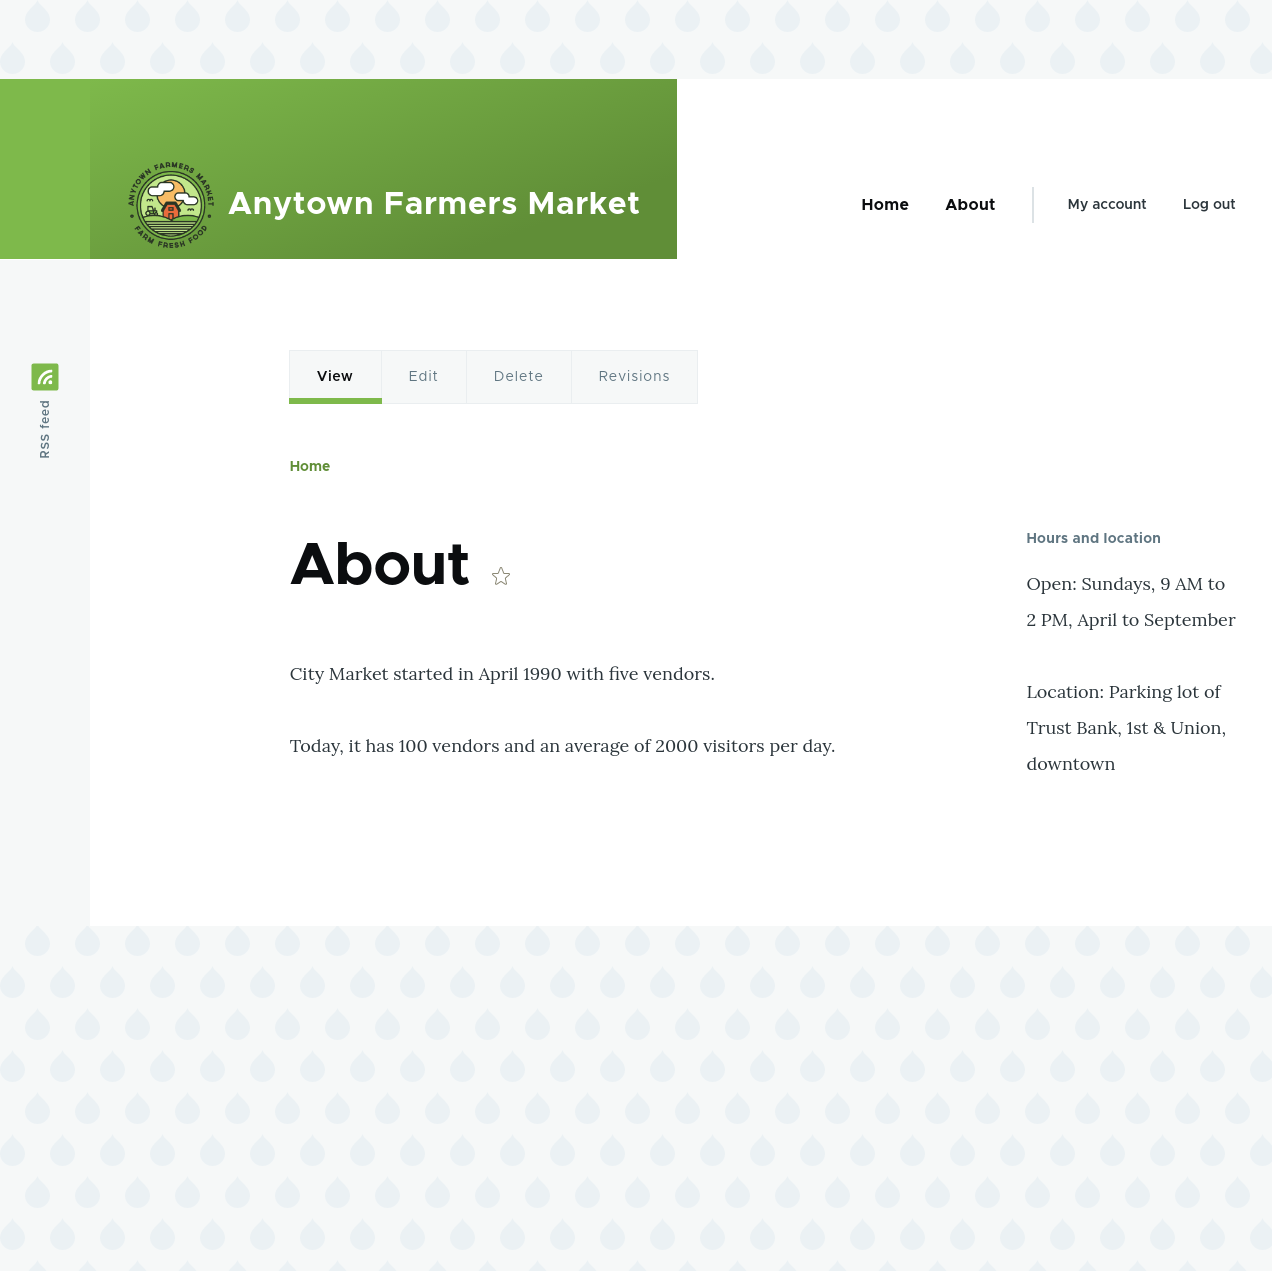 ANYTOWN FARMERS MARKET
FARM FRESH FOOD
Anytown Farmers Market
Home
About
My account
Log out
RSS feed
View
Edit
Delete
Revisions
Home
About
City Market started in April 1990 with five vendors.
Today, it has 100 vendors and an average of 2000 visitors per day.
Hours and location
Open: Sundays, 9 AM to
2 PM, April to September
Location: Parking lot of
Trust Bank, 1st & Union,
downtown